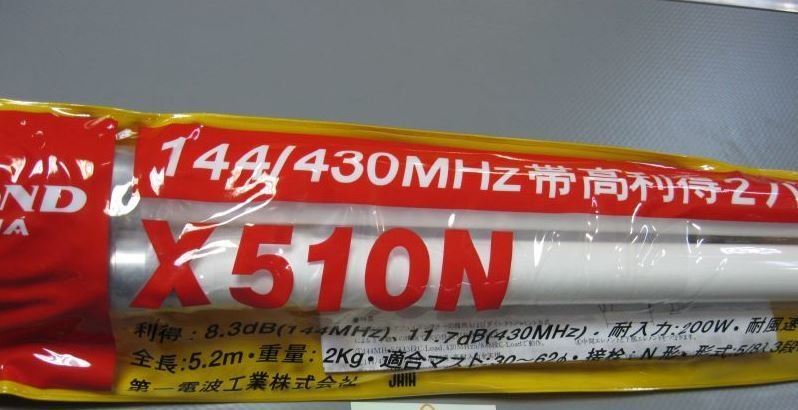 OND
NA
144/430MHz帯高利得2バ
X510N
利得:8.3dB(144MHz) 11.7dB(430MHz)・耐入力:200W・耐風速
全長:5.2m・重量:2Kg・適合マスト:30〜62φ・接栓:N形・形式:5/8λ3段
第一電波工業株式会社